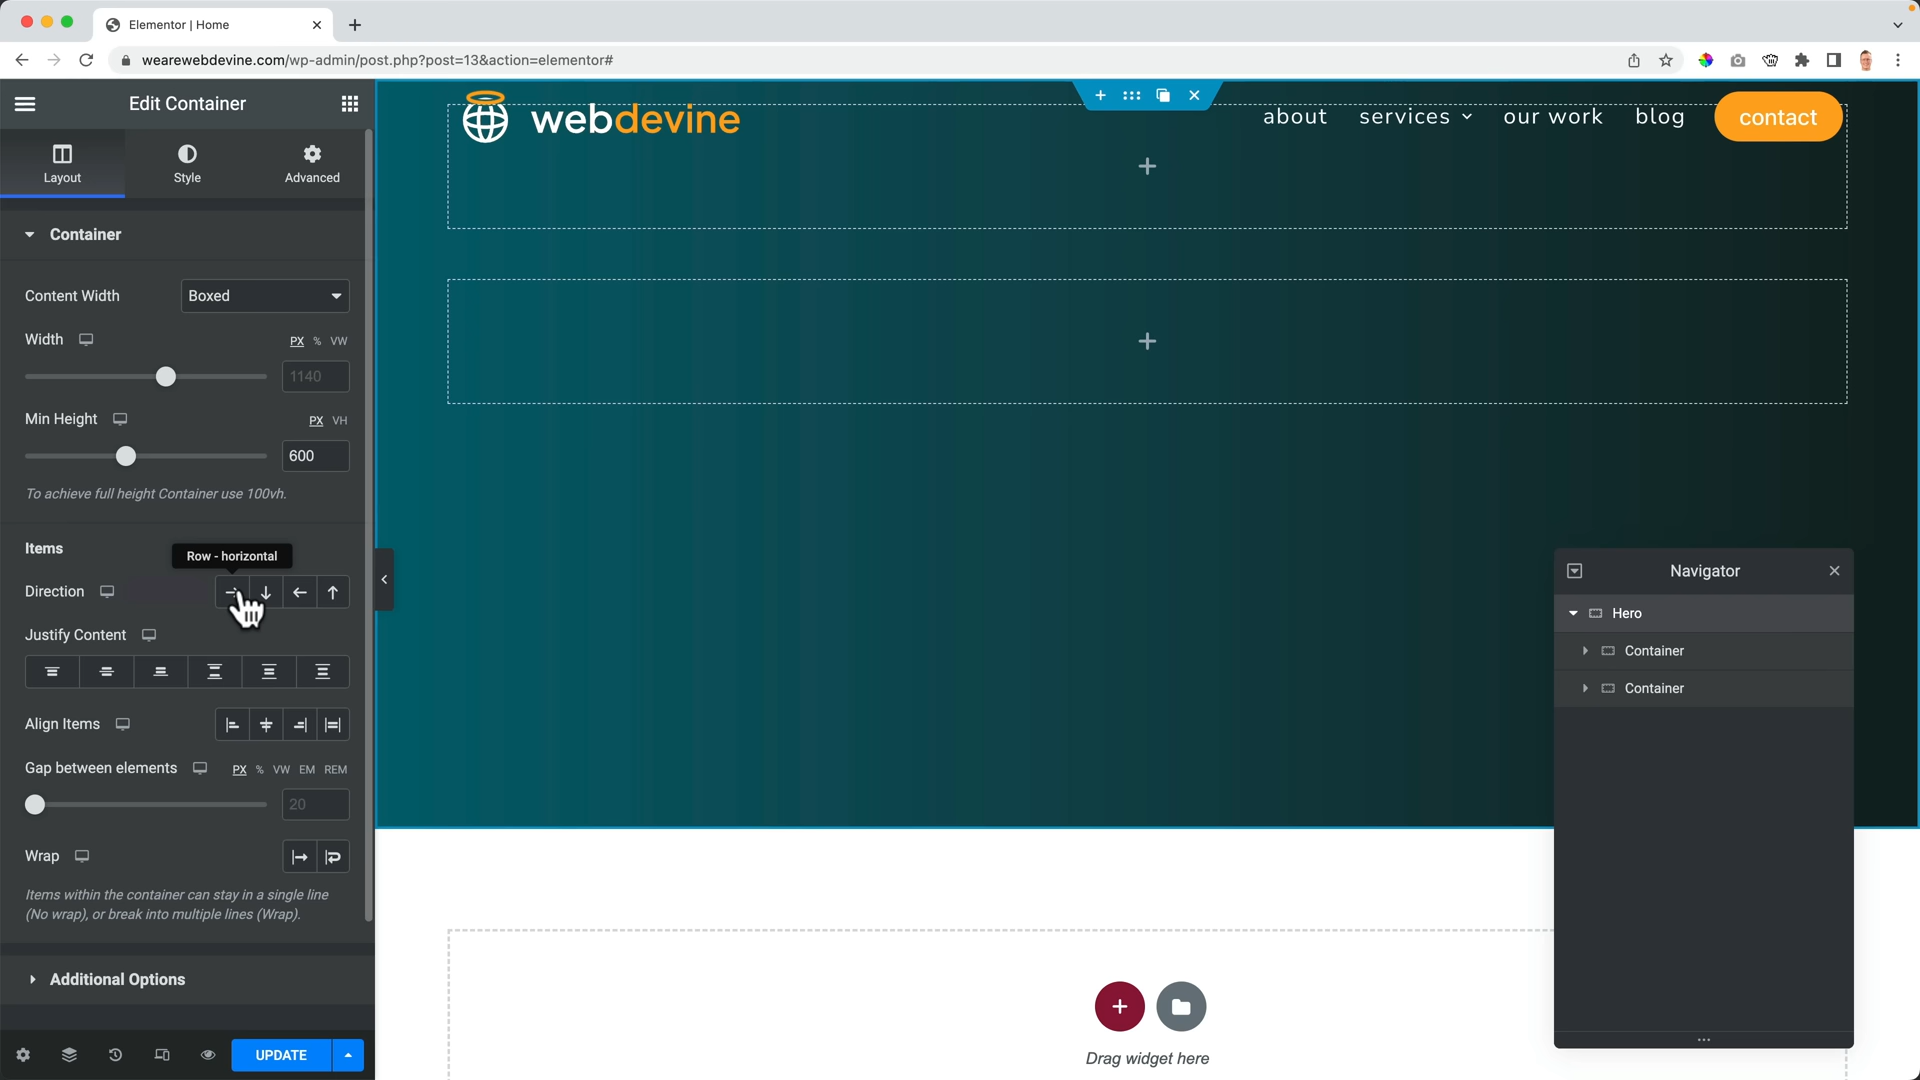 Elementor | Home
wearewebdevine.com/wp-admin/post.php?post=13&action=elementor#
Edit Container
Layout
Style
Advanced
Container
Content Width
Boxed
Width
PX % VW
1140
Min Height
PX VH
600
To achieve full height Container use 100vh.
Items
Row - horizontal
Direction
Justify Content
Align Items
Gap between elements
PX % VW EM REM
20
Wrap
Items within the container can stay in a single line
(No wrap), or break into multiple lines (Wrap).
Additional Options
UPDATE
webdevine
about services our work blog contact
Navigator
Hero
Container
Container
Drag widget here